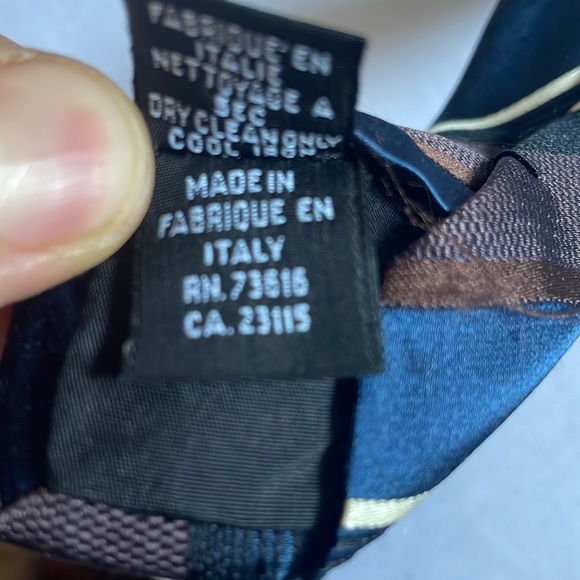 FABRIQUE EN
ITALIE
NETTOYAGE A
SEC
DRY CLEAN ONLY
COOL IRON
MADE IN
FABRIQUE EN
ITALY
RN. 73616
CA. 23115